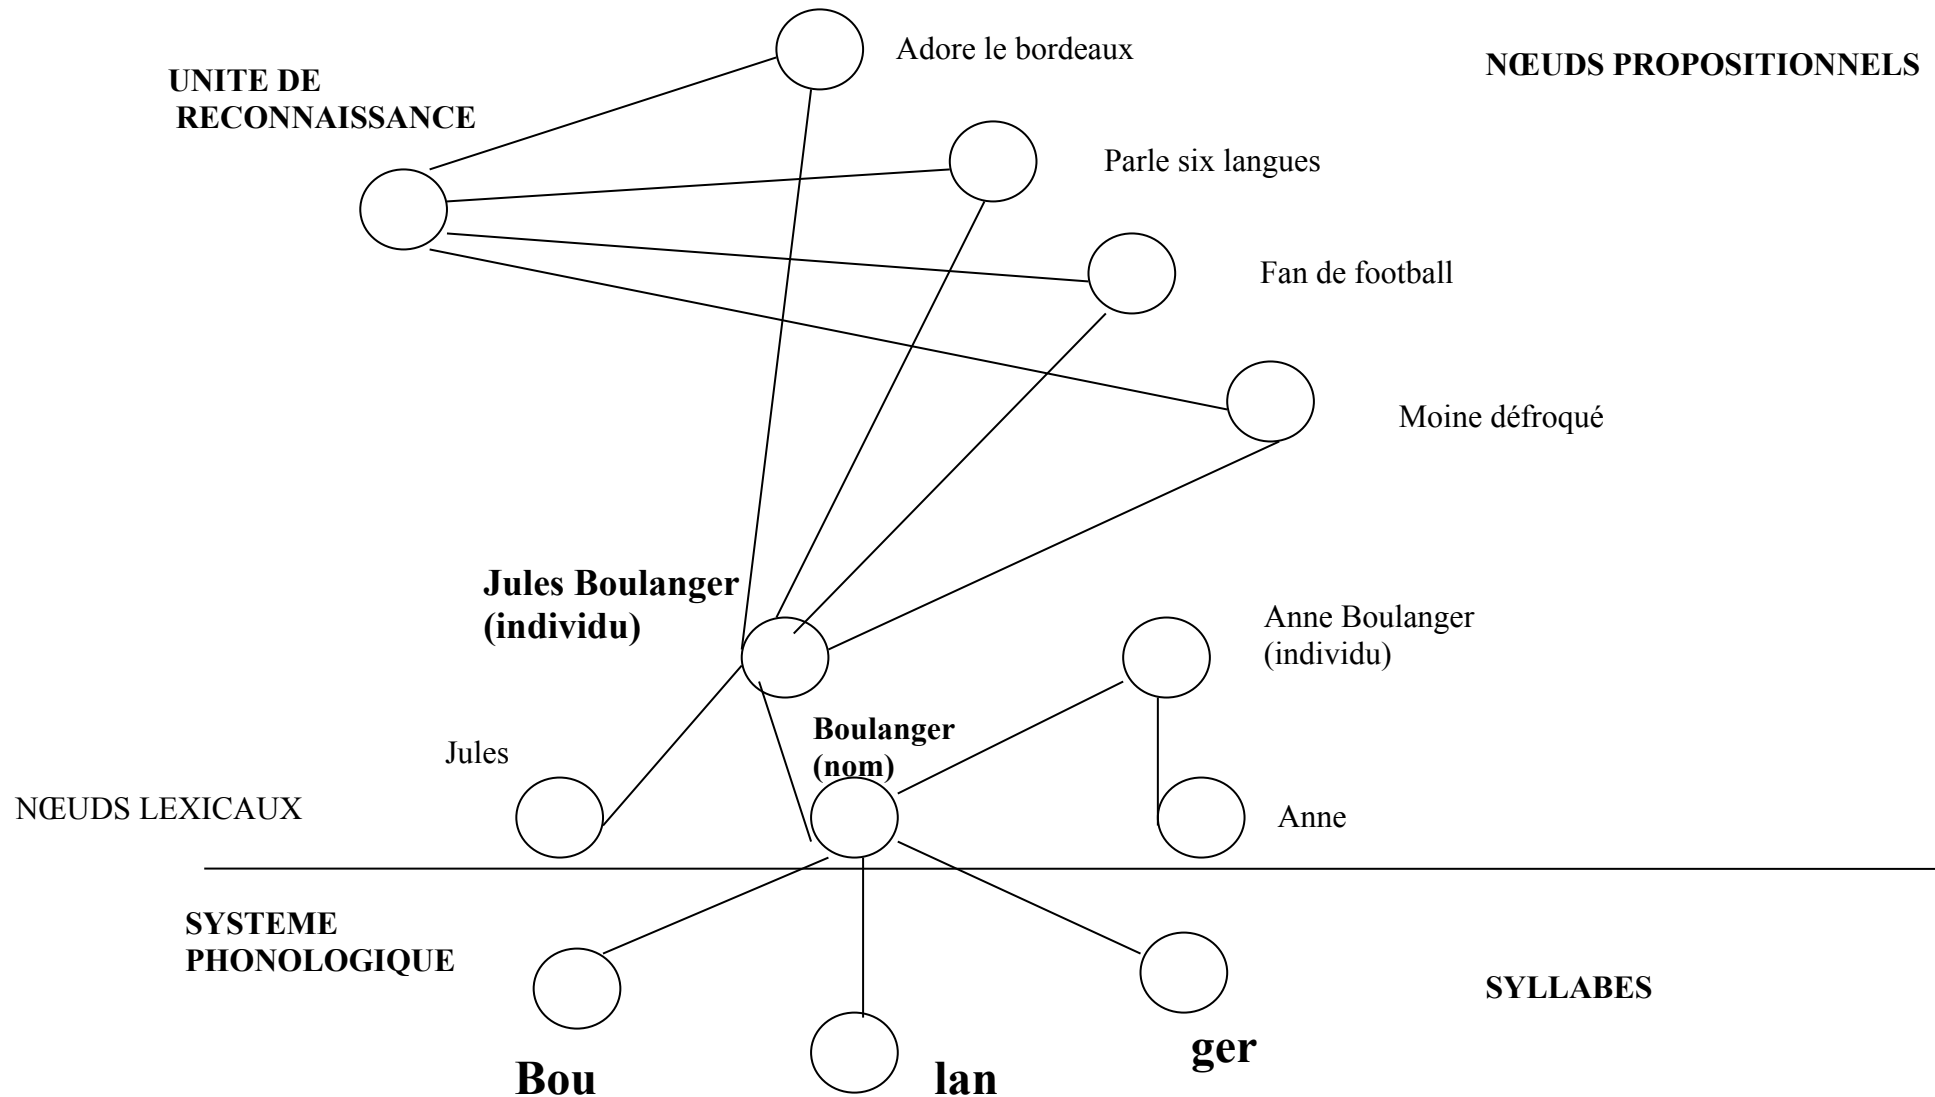 Adore le bordeaux
NŒUDS PROPOSITIONNELS
UNITE DE
RECONNAISSANCE
Parle six langues
Fan de football
Moine défroqué
Jules Boulanger
(individu)
Anne Boulanger
(individu)
Boulanger
(nom)
Jules
NŒUDS LEXICAUX
Anne
SYSTEME
PHONOLOGIQUE
SYLLABES
Bou
lan
ger